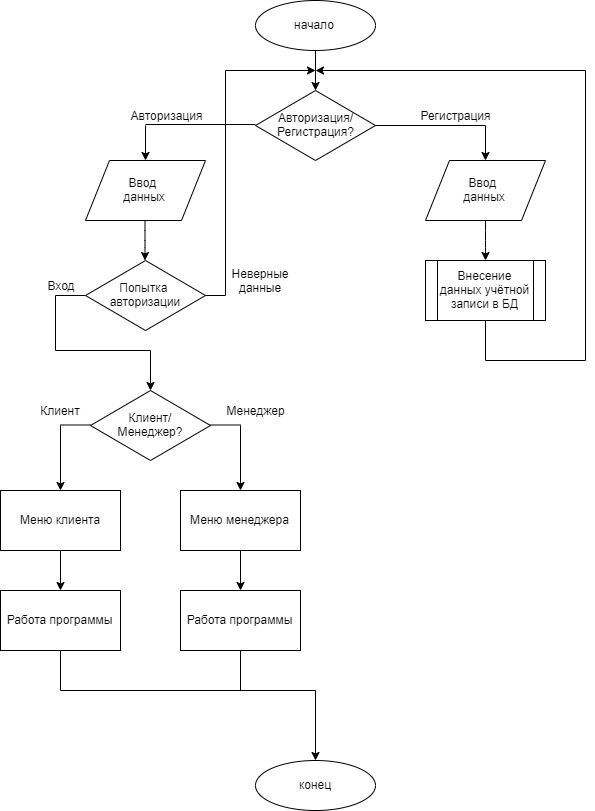 начало
Авторизация
Авторизация/
Регистрация?
Регистрация
Ввод
данных
Ввод
данных
Вход
Попытка
авторизации
Неверные
данные
Внесение
данных учётной
записи в БД
Клиент
Клиент/
Менеджер?
Менеджер
Меню клиента
Меню менеджера
Работа программы
Работа программы
конец